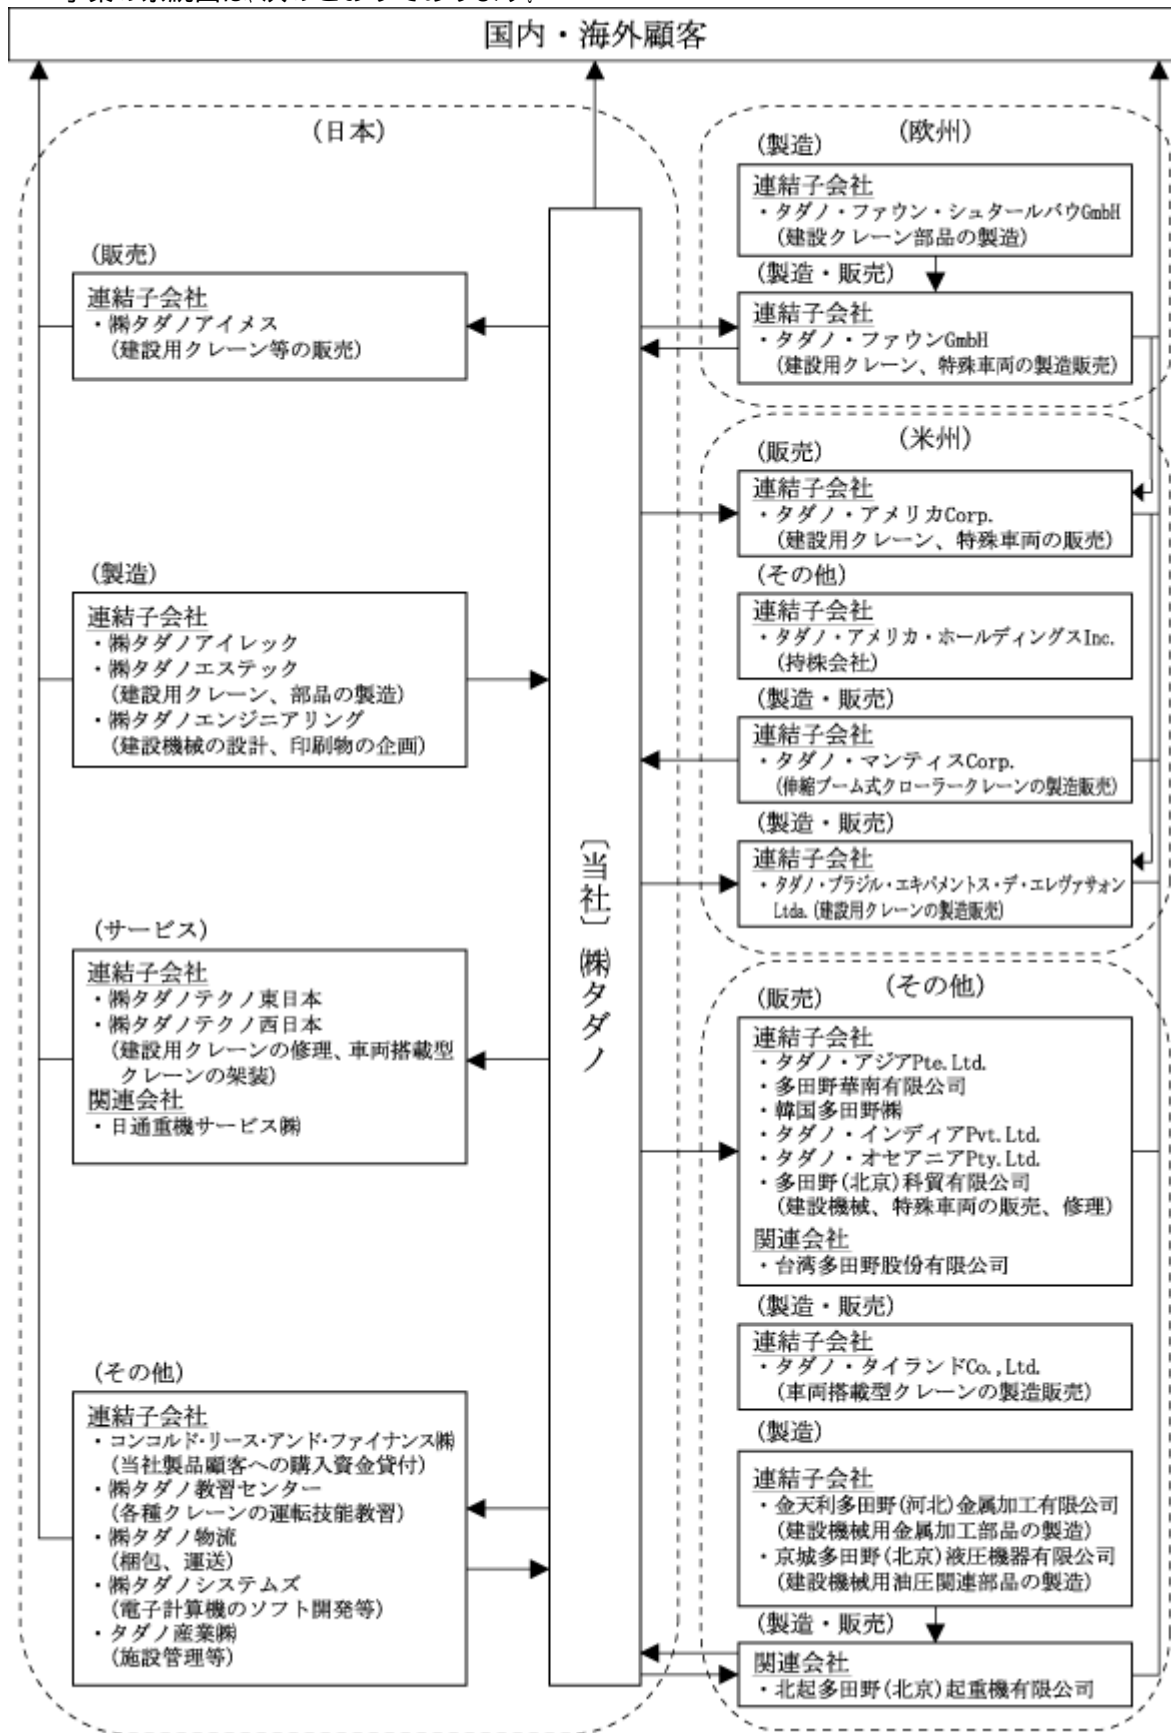 国内・海外顧客
(日本)
(販売)
連結子会社
・㈱タダノアイメス
(建設用クレーン等の販売)
(製造)
連結子会社
・㈱タダノアイレック
・㈱タダノエステック
(建設用クレーン、部品の製造)
・㈱タダノエンジニアリング
(建設機械の設計、印刷物の企画)
(サービス)
連結子会社
・㈱タダノテクノ東日本
・㈱タダノテクノ西日本
(建設用クレーンの修理、車両搭載型
クレーンの架装)
関連会社
・日通重機サービス㈱
(その他)
連結子会社
・コンコルド・リース・アンド・ファイナンス㈱
(当社製品顧客への購入資金貸付)
・㈱タダノ教習センター
(各種クレーンの運転技能教習)
・㈱タダノ物流
(梱包、運送)
・㈱タダノシステムズ
(電子計算機のソフト開発等)
・タダノ産業㈱
(施設管理等)
〔当社〕㈱タダノ
(欧州)
(製造)
連結子会社
・タダノ・ファウン・シュタールバウGmbH
(建設クレーン部品の製造)
(製造・販売)
連結子会社
・タダノ・ファウンGmbH
(建設用クレーン、特殊車両の製造販売)
(米州)
(販売)
連結子会社
・タダノ・アメリカCorp.
(建設用クレーン、特殊車両の販売)
(その他)
連結子会社
・タダノ・アメリカ・ホールディングスInc.
(持株会社)
(製造・販売)
連結子会社
・タダノ・マンティスCorp.
(伸縮ブーム式クローラークレーンの製造販売)
(製造・販売)
連結子会社
・タダノ・ブラジル・エキパメントス・デ・エレヴァサォン
Ltda.(建設用クレーンの製造販売)
(その他)
(販売)
連結子会社
・タダノ・アジアPte.Ltd.
・多田野華南有限公司
・韓国多田野㈱
・タダノ・インディアPvt.Ltd.
・タダノ・オセアニアPty.Ltd.
・多田野(北京)科貿有限公司
(建設機械、特殊車両の販売、修理)
関連会社
・台湾多田野股份有限公司
(製造・販売)
連結子会社
・タダノ・タイランドCo.,Ltd.
(車両搭載型クレーンの製造販売)
(製造)
連結子会社
・金天利多田野(河北)金属加工有限公司
(建設機械用金属加工部品の製造)
・京城多田野(北京)液圧機器有限公司
(建設機械用油圧関連部品の製造)
(製造・販売)
関連会社
・北起多田野(北京)起重機有限公司